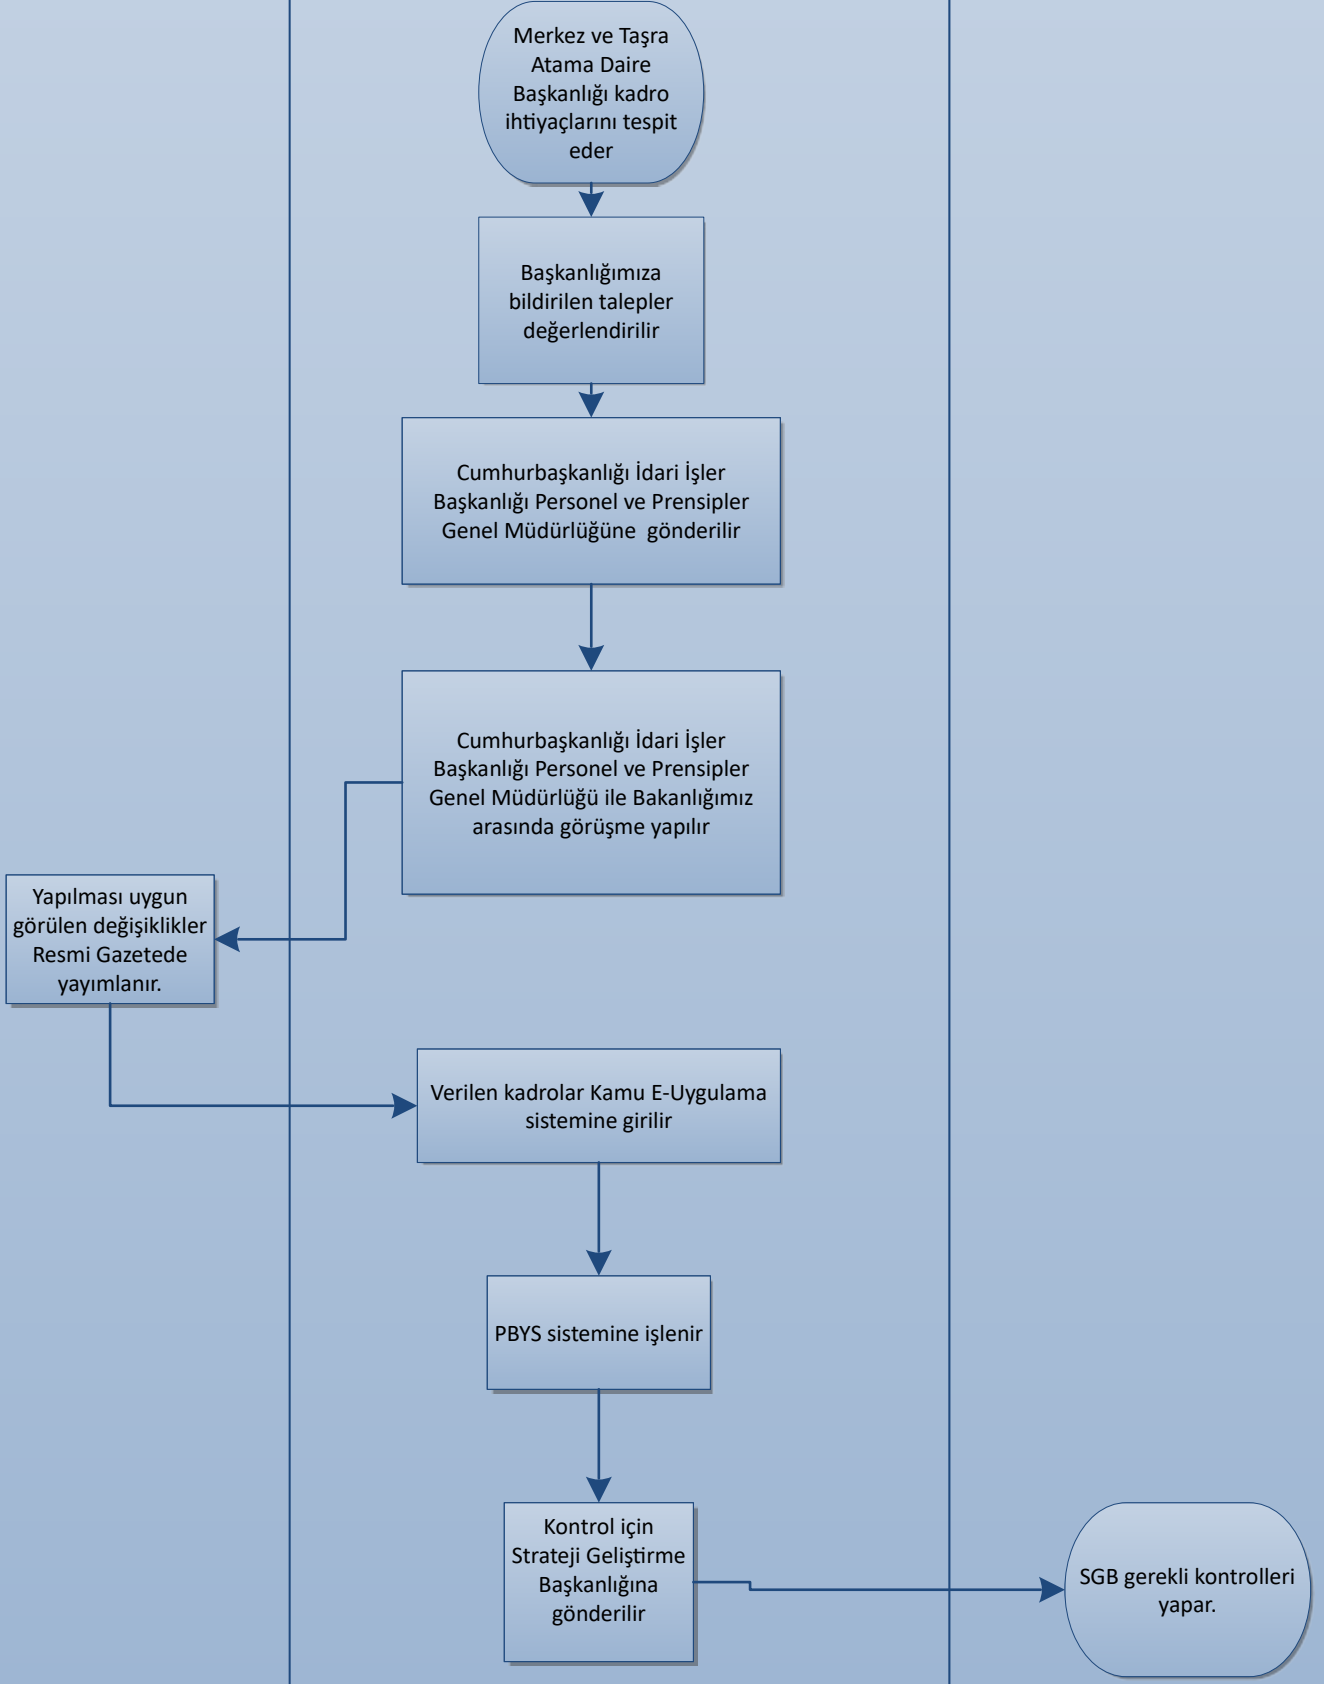 Merkez ve Taşra
Atama Daire
Başkanlığı kadro
ihtiyaçlarını tespit
eder
Başkanlığımıza
bildirilen talepler
değerlendirilir
Cumhurbaşkanlığı İdari İşler
Başkanlığı Personel ve Prensipler
Genel Müdürlüğüne gönderilir
Cumhurbaşkanlığı İdari İşler
Başkanlığı Personel ve Prensipler
Genel Müdürlüğü ile Bakanlığımız
arasında görüşme yapılır
Yapılması uygun
görülen değişiklikler
Resmi Gazetede
yayımlanır.
Verilen kadrolar Kamu E-Uygulama
sistemine girilir
PBYS sistemine işlenir
Kontrol için
Strateji Geliştirme
Başkanlığına
gönderilir
SGB gerekli kontrolleri
yapar.